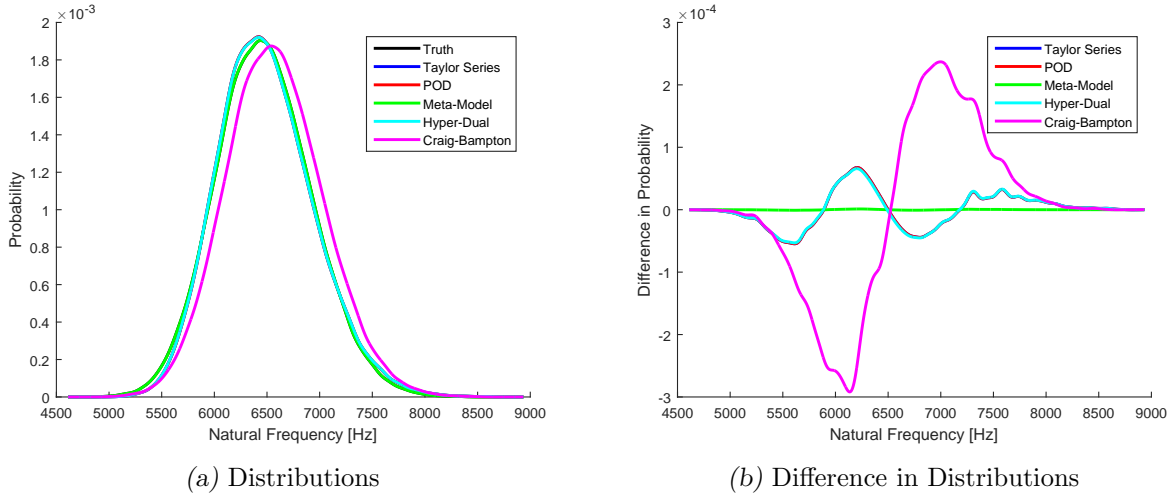 ×10⁻³
2
1.8
1.6
1.4
1.2
1
0.8
0.6
0.4
0.2
0
Probability
4500 5000 5500 6000 6500 7000 7500 8000 8500 9000
Natural Frequency [Hz]
Truth
Taylor Series
POD
Meta-Model
Hyper-Dual
Craig-Bampton
(a) Distributions
×10⁻⁴
3
2
1
0
-1
-2
-3
Difference in Probability
4500 5000 5500 6000 6500 7000 7500 8000 8500 9000
Natural Frequency [Hz]
Taylor Series
POD
Meta-Model
Hyper-Dual
Craig-Bampton
(b) Difference in Distributions